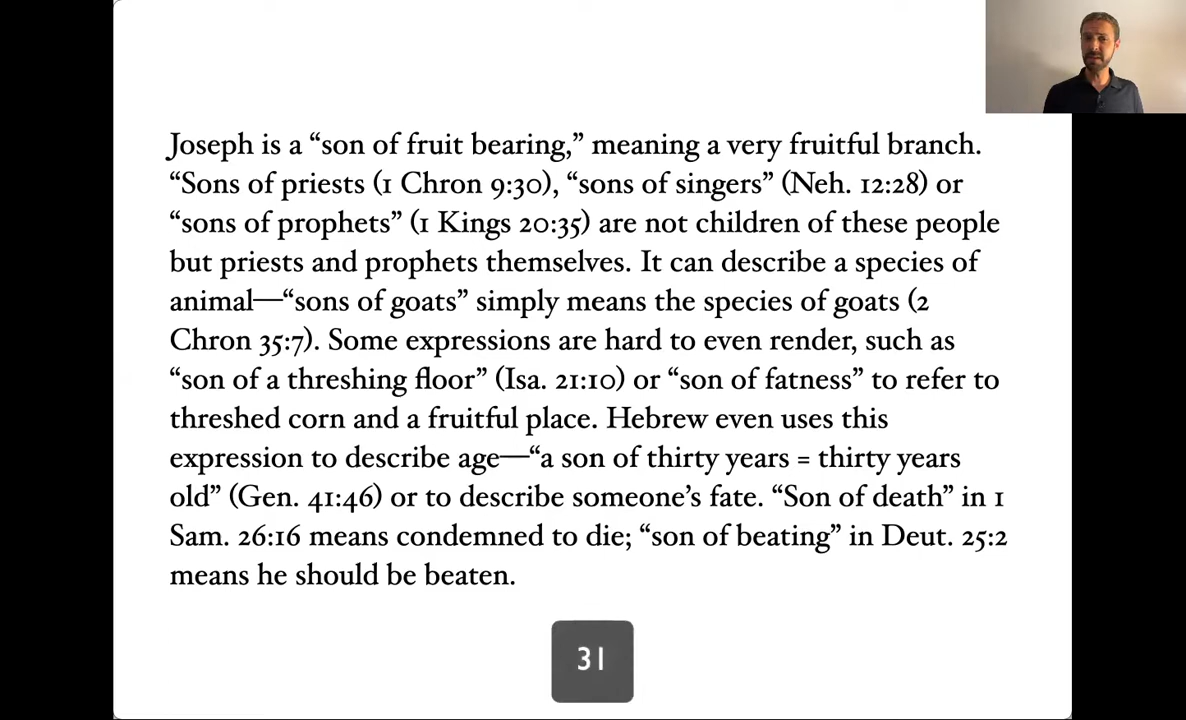 Joseph is a “son of fruit bearing,” meaning a very fruitful branch.
“Sons of priests (1 Chron 9:30), “sons of singers” (Neh. 12:28) or
“sons of prophets” (1 Kings 20:35) are not children of these people
but priests and prophets themselves. It can describe a species of
animal—“sons of goats” simply means the species of goats (2
Chron 35:7). Some expressions are hard to even render, such as
“son of a threshing floor” (Isa. 21:10) or “son of fatness” to refer to
threshed corn and a fruitful place. Hebrew even uses this
expression to describe age—“a son of thirty years = thirty years
old” (Gen. 41:46) or to describe someone’s fate. “Son of death” in 1
Sam. 26:16 means condemned to die; “son of beating” in Deut. 25:2
means he should be beaten.
31